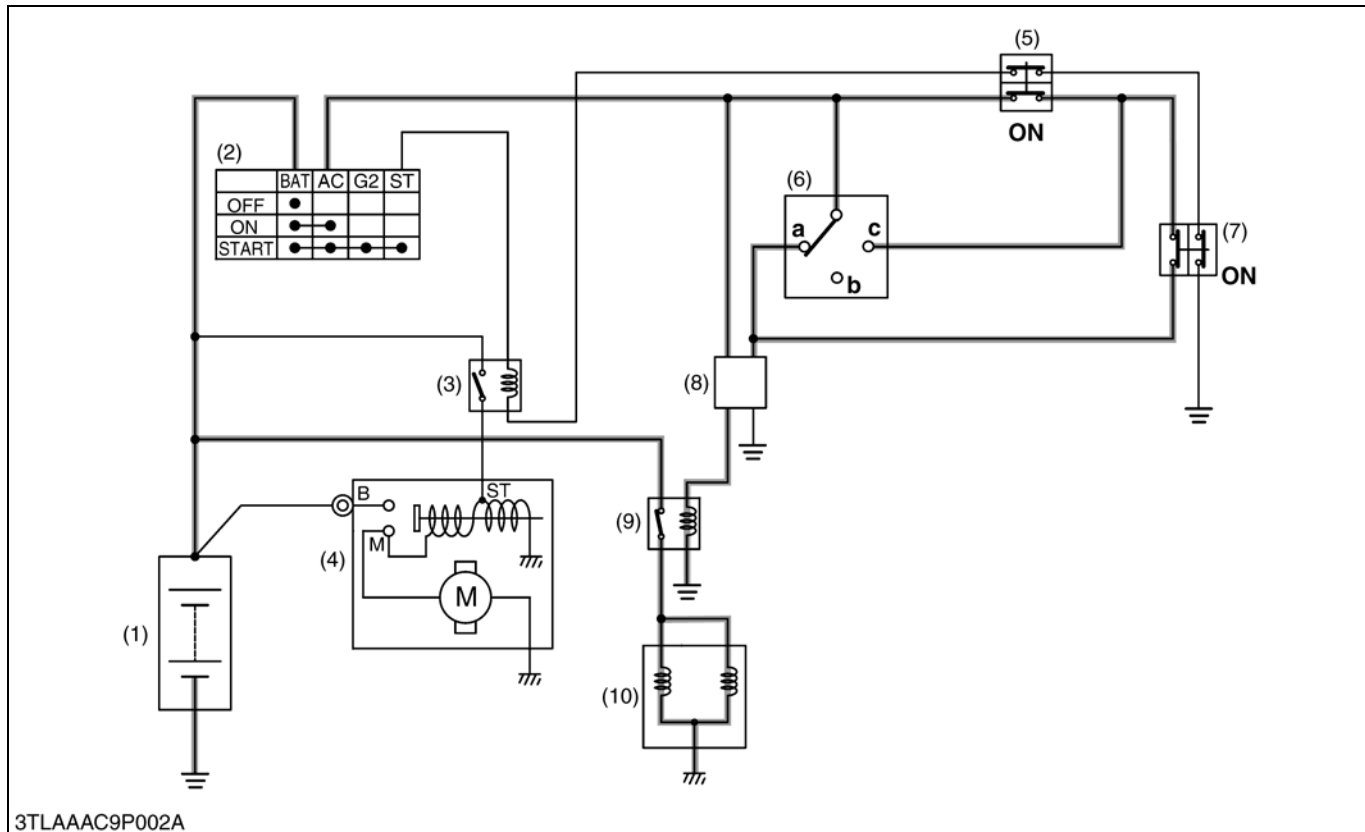 (5)
ON
(2)
BAT AC G2 ST
OFF
ON
START
(6)
a
c
b
(7)
ON
(3)
(8)
B
ST
M
(4)
M
(9)
(1)
(10)
3TLAAAC9P002A